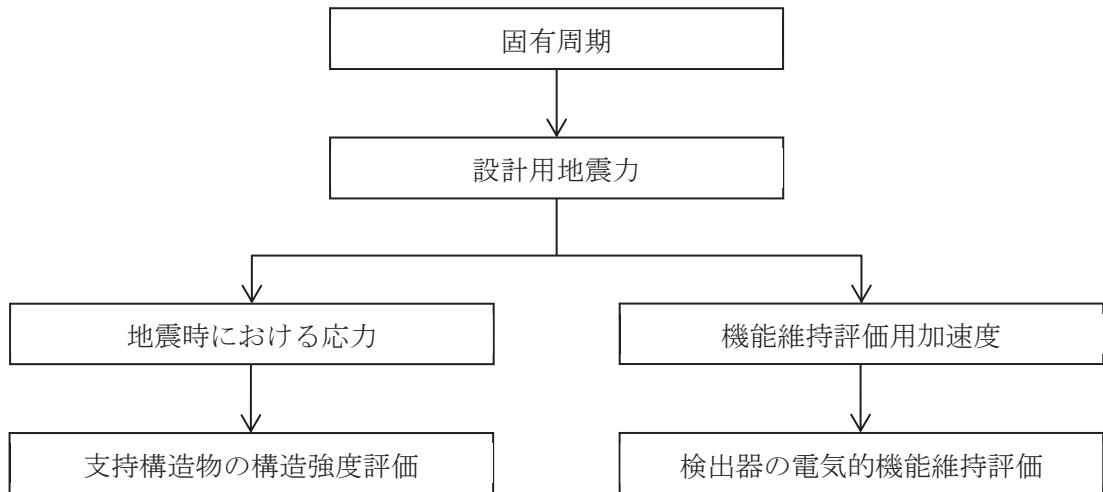 固有周期
設計用地震力
地震時における応力
機能維持評価用加速度
支持構造物の構造強度評価
検出器の電気的機能維持評価